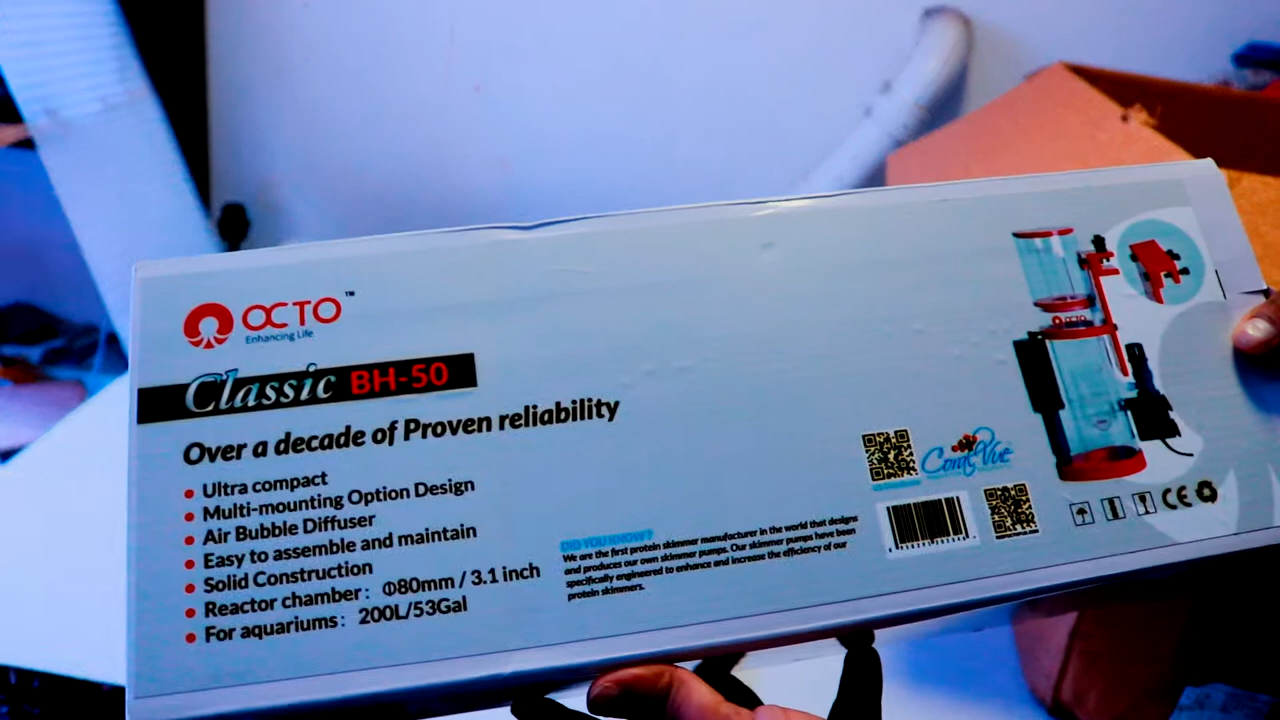 OCTO™
Enhancing Life
Classic BH-50
Over a decade of Proven reliability
Ultra compact
Multi-mounting Option Design
Air Bubble Diffuser
Easy to assemble and maintain
Solid Construction
Reactor chamber: Φ80mm / 3.1 inch
For aquariums: 200L/53Gal
DID YOU KNOW?
We are the first protein skimmer manufacturer in the world that designs
and produces our own skimmer pumps. Our skimmer pumps have been
specifically engineered to enhance and increase the efficiency of our
protein skimmers.
CoralVue
OCTO
CE